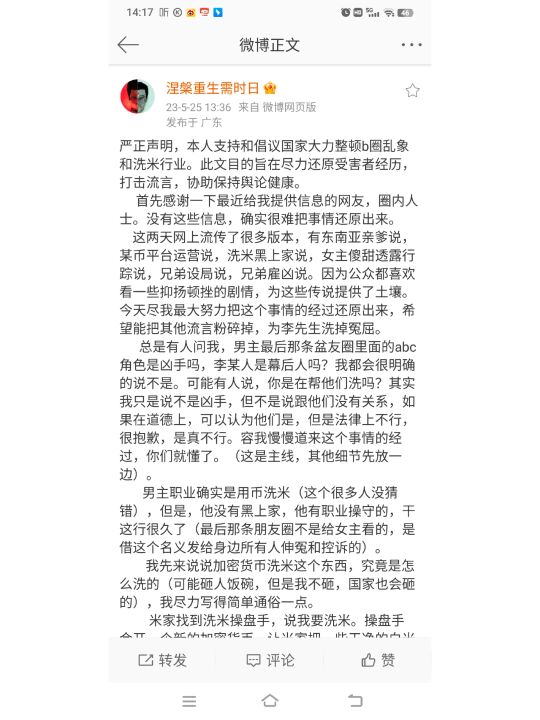 14:17
46
微博正文
涅槃重生需时日
23-5-25 13:36 来自 微博网页版
发布于 广东
严正声明，本人支持和倡议国家大力整顿b圈乱象
和洗米行业。此文目的旨在尽力还原受害者经历，
打击流言，协助保持舆论健康。
首先感谢一下最近给我提供信息的网友，圈内人
士。没有这些信息，确实很难把事情还原出来。
这两天网上流传了很多版本，有东南亚亲爹说，
某币平台运营说，洗米黑上家说，女主傻甜透露行
踪说，兄弟设局说，兄弟雇凶说。因为公众都喜欢
看一些抑扬顿挫的剧情，为这些传说提供了土壤。
今天尽我最大努力把这个事情的经过还原出来，希
望能把其他流言粉碎掉，为李先生洗掉冤屈。
总是有人问我，男主最后那条盆友圈里面的abc
角色是凶手吗，李某人是幕后人吗？我都会很明确
的说不是。可能有人说，你是在帮他们洗吗？其实
我只是说不是凶手，但不是说跟他们没有关系，如
果在道德上，可以认为他们是，但是法律上不行，
很抱歉，是真不行。容我慢慢道来这个事情的经
过，你们就懂了。（这是主线，其他细节先放一
边）。
男主职业确实是用币洗米（这个很多人没猜
错），但是，他没有黑上家，他有职业操守的，干
这行很久了（最后那条朋友圈不是给女主看的，是
借这个名义发给身边所有人伸冤和控诉的）。
我先来说说加密货币洗米这个东西，究竟是怎
么洗的（可能砸人饭碗，但是我不砸，国家也会砸
的），我尽力写得简单通俗一点。
米家找到洗米操盘手，说我要洗米。操盘手
转发
评论
赞